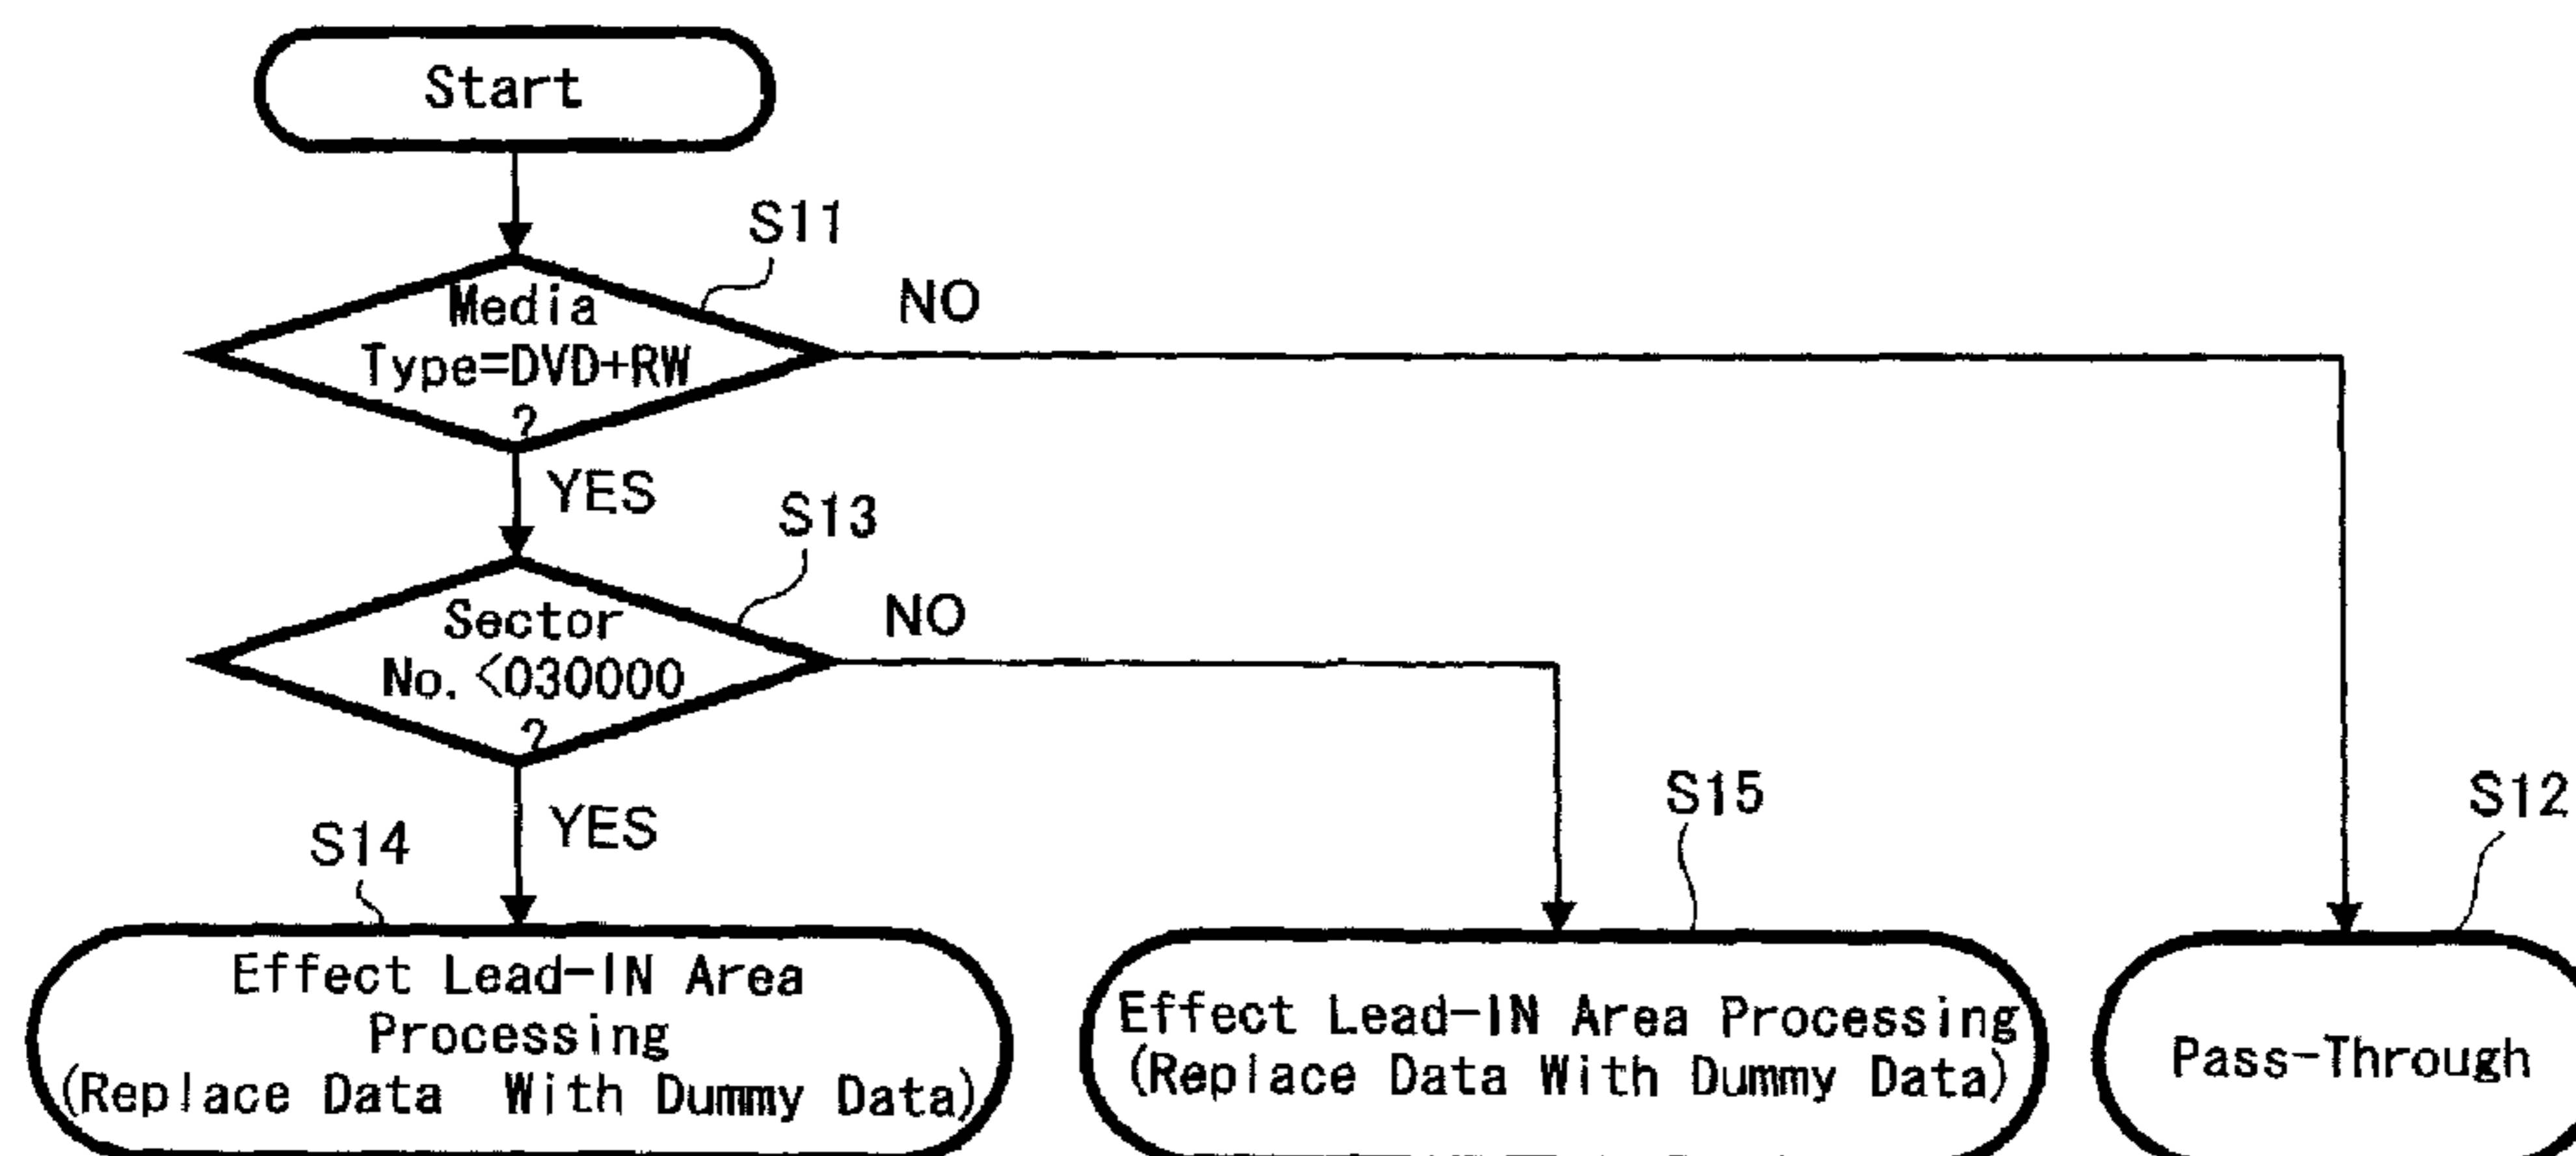 Start
S11
Media
Type=DVD+RW
?
NO
YES
S13
Sector
No.<030000
?
NO
YES
S14
Effect Lead-IN Area
Processing
(Replace Data With Dummy Data)
S15
Effect Lead-IN Area Processing
(Replace Data With Dummy Data)
S12
Pass-Through